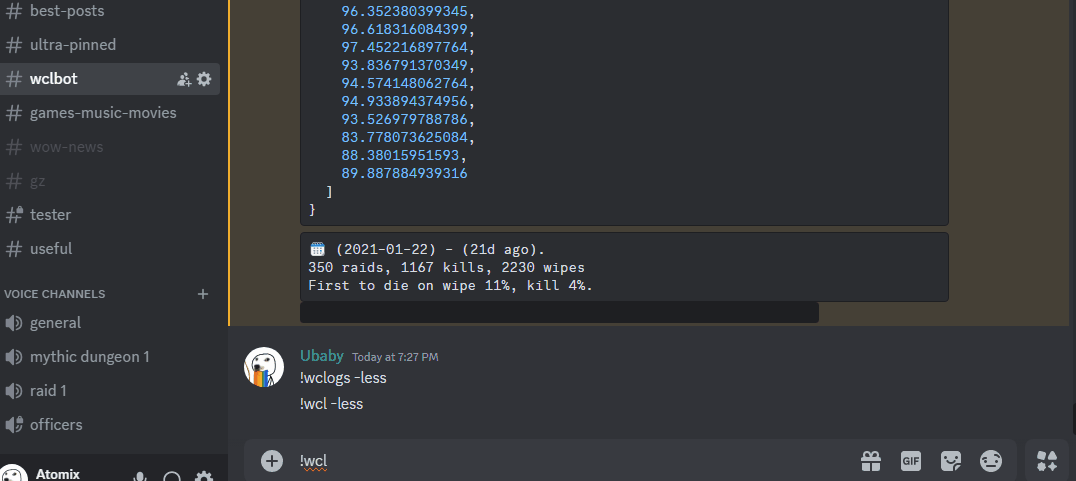 best-posts
ultra-pinned
wclbot
games-music-movies
wow-news
gz
tester
useful
VOICE CHANNELS
general
mythic dungeon 1
raid 1
officers
Atomix
96.352380399345,
96.618316084399,
97.452216897764,
93.836791370349,
94.574148062764,
94.933894374956,
93.526979788786,
83.778073625084,
88.38015951593,
89.887884939316
]
}
(2021-01-22) - (21d ago).
350 raids, 1167 kills, 2230 wipes
First to die on wipe 11%, kill 4%.
Ubaby Today at 7:27 PM
!wclogs -less
!wcl -less
!wcl
GIF